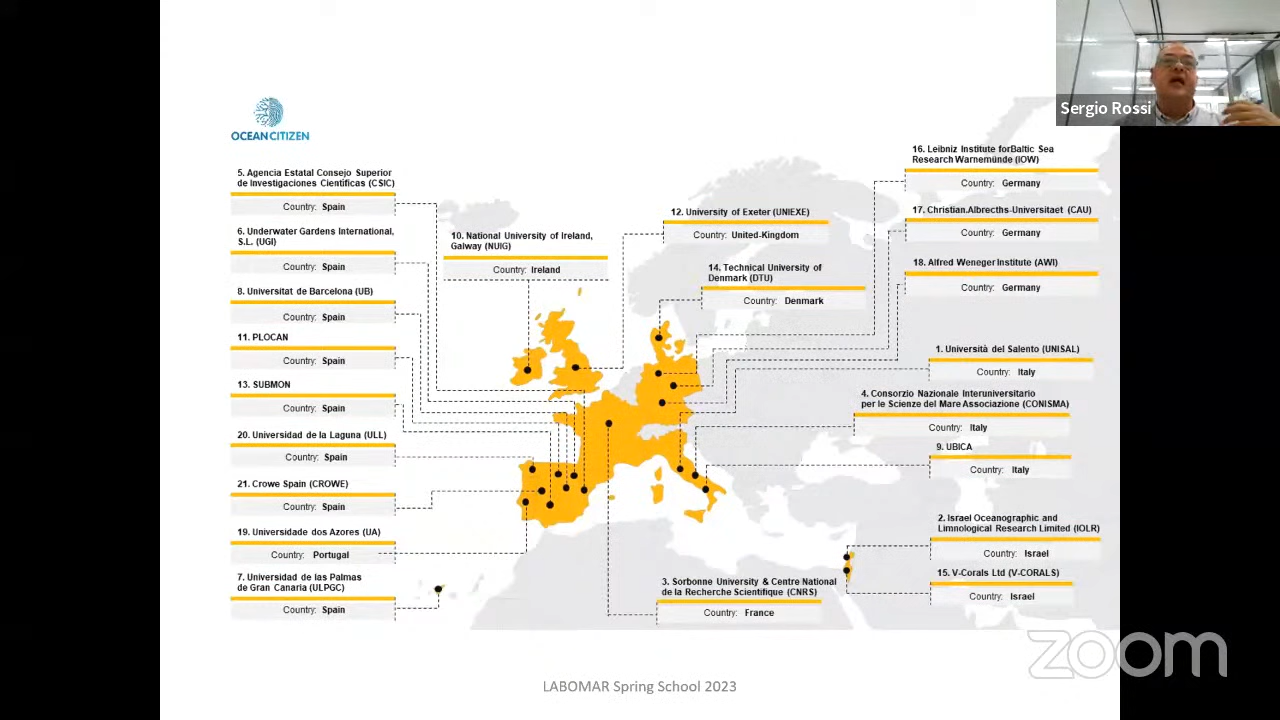 Sergio Rossi
OCEANCITIZEN
5. Agencia Estatal Consejo Superior
de Investigaciones Científicas (CSIC)
Country: Spain
6. Underwater Gardens International,
S.L. (UGI)
Country: Spain
8. Universitat de Barcelona (UB)
Country: Spain
11. PLOCAN
Country: Spain
13. SUBMON
Country: Spain
20. Universidad de la Laguna (ULL)
Country: Spain
21. Crowe Spain (CROWE)
Country: Spain
19. Universidade dos Azores (UA)
Country: Portugal
7. Universidad de las Palmas
de Gran Canaria (ULPGC)
Country: Spain
10. National University of Ireland,
Galway (NUIG)
Country: Ireland
12. University of Exeter (UNIEXE)
Country: United-Kingdom
14. Technical University of
Denmark (DTU)
Country: Denmark
16. Leibniz Institute forBaltic Sea
Research Warnemünde (IOW)
Country: Germany
17. Christian.Albrecths-Universitaet (CAU)
Country: Germany
18. Alfred Weneger Institute (AWI)
Country: Germany
1. Università del Salento (UNISAL)
Country: Italy
4. Consorzio Nazionale Interuniversitario
per le Scienze del Mare Associazione (CONISMA)
Country: Italy
9. UBICA
Country: Italy
2. Israel Oceanographic and
Limnological Research Limited (IOLR)
Country: Israel
15. V-Corals Ltd (V-CORALS)
Country: Israel
3. Sorbonne University & Centre National
de la Recherche Scientifique (CNRS)
Country: France
zoom
LABOMAR Spring School 2023